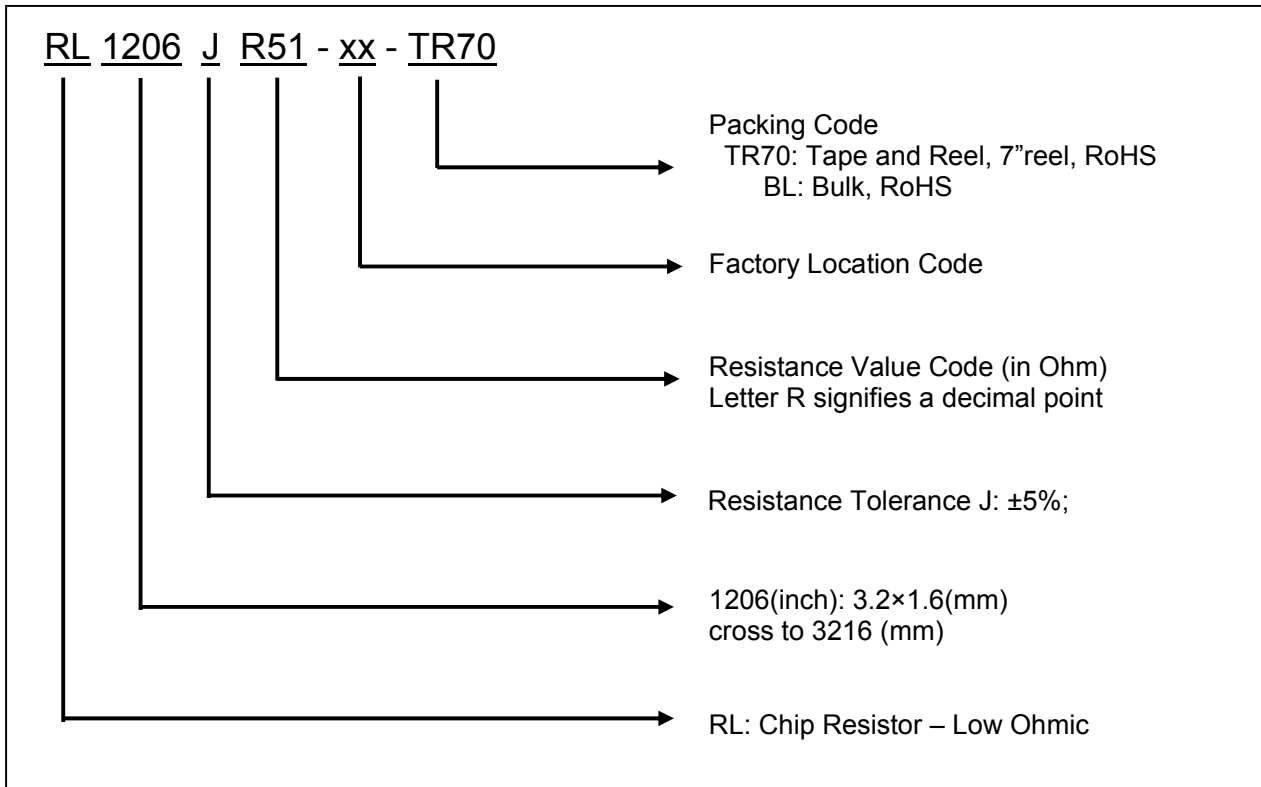 RL 1206 J R51 - xx - TR70
Packing Code
TR70: Tape and Reel, 7”reel, RoHS
BL: Bulk, RoHS
Factory Location Code
Resistance Value Code (in Ohm)
Letter R signifies a decimal point
Resistance Tolerance J: ±5%;
1206(inch): 3.2×1.6(mm)
cross to 3216 (mm)
RL: Chip Resistor – Low Ohmic